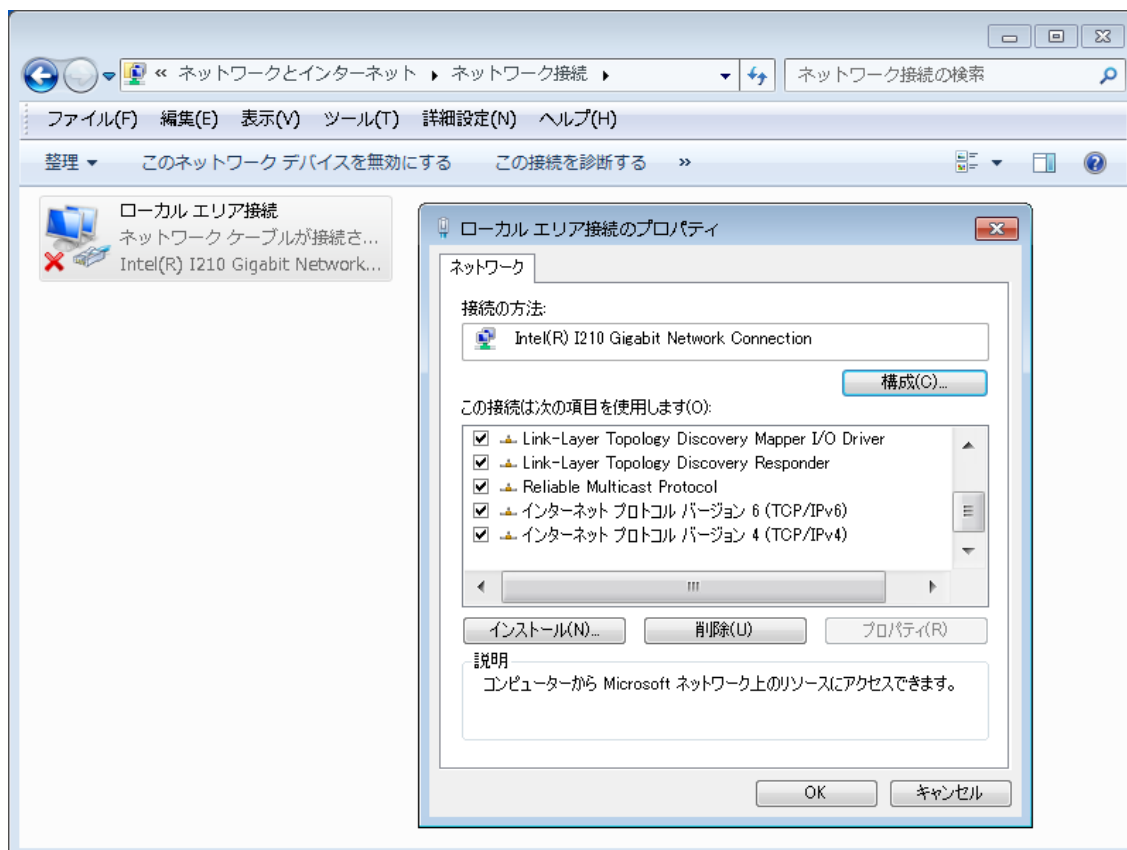 « ネットワークとインターネット ▸ ネットワーク接続 ▸
ネットワーク接続の検索
ファイル(F) 編集(E) 表示(V) ツール(T) 詳細設定(N) ヘルプ(H)
整理 ▼ このネットワーク デバイスを無効にする この接続を診断する »
ローカル エリア接続
ネットワーク ケーブルが接続さ...
Intel(R) I210 Gigabit Network...
ローカル エリア接続のプロパティ
ネットワーク
接続の方法:
Intel(R) I210 Gigabit Network Connection
構成(C)...
この接続は次の項目を使用します(O):
Link-Layer Topology Discovery Mapper I/O Driver
Link-Layer Topology Discovery Responder
Reliable Multicast Protocol
インターネット プロトコル バージョン 6 (TCP/IPv6)
インターネット プロトコル バージョン 4 (TCP/IPv4)
インストール(N)... 削除(U) プロパティ(R)
説明
コンピューターから Microsoft ネットワーク上のリソースにアクセスできます。
OK キャンセル